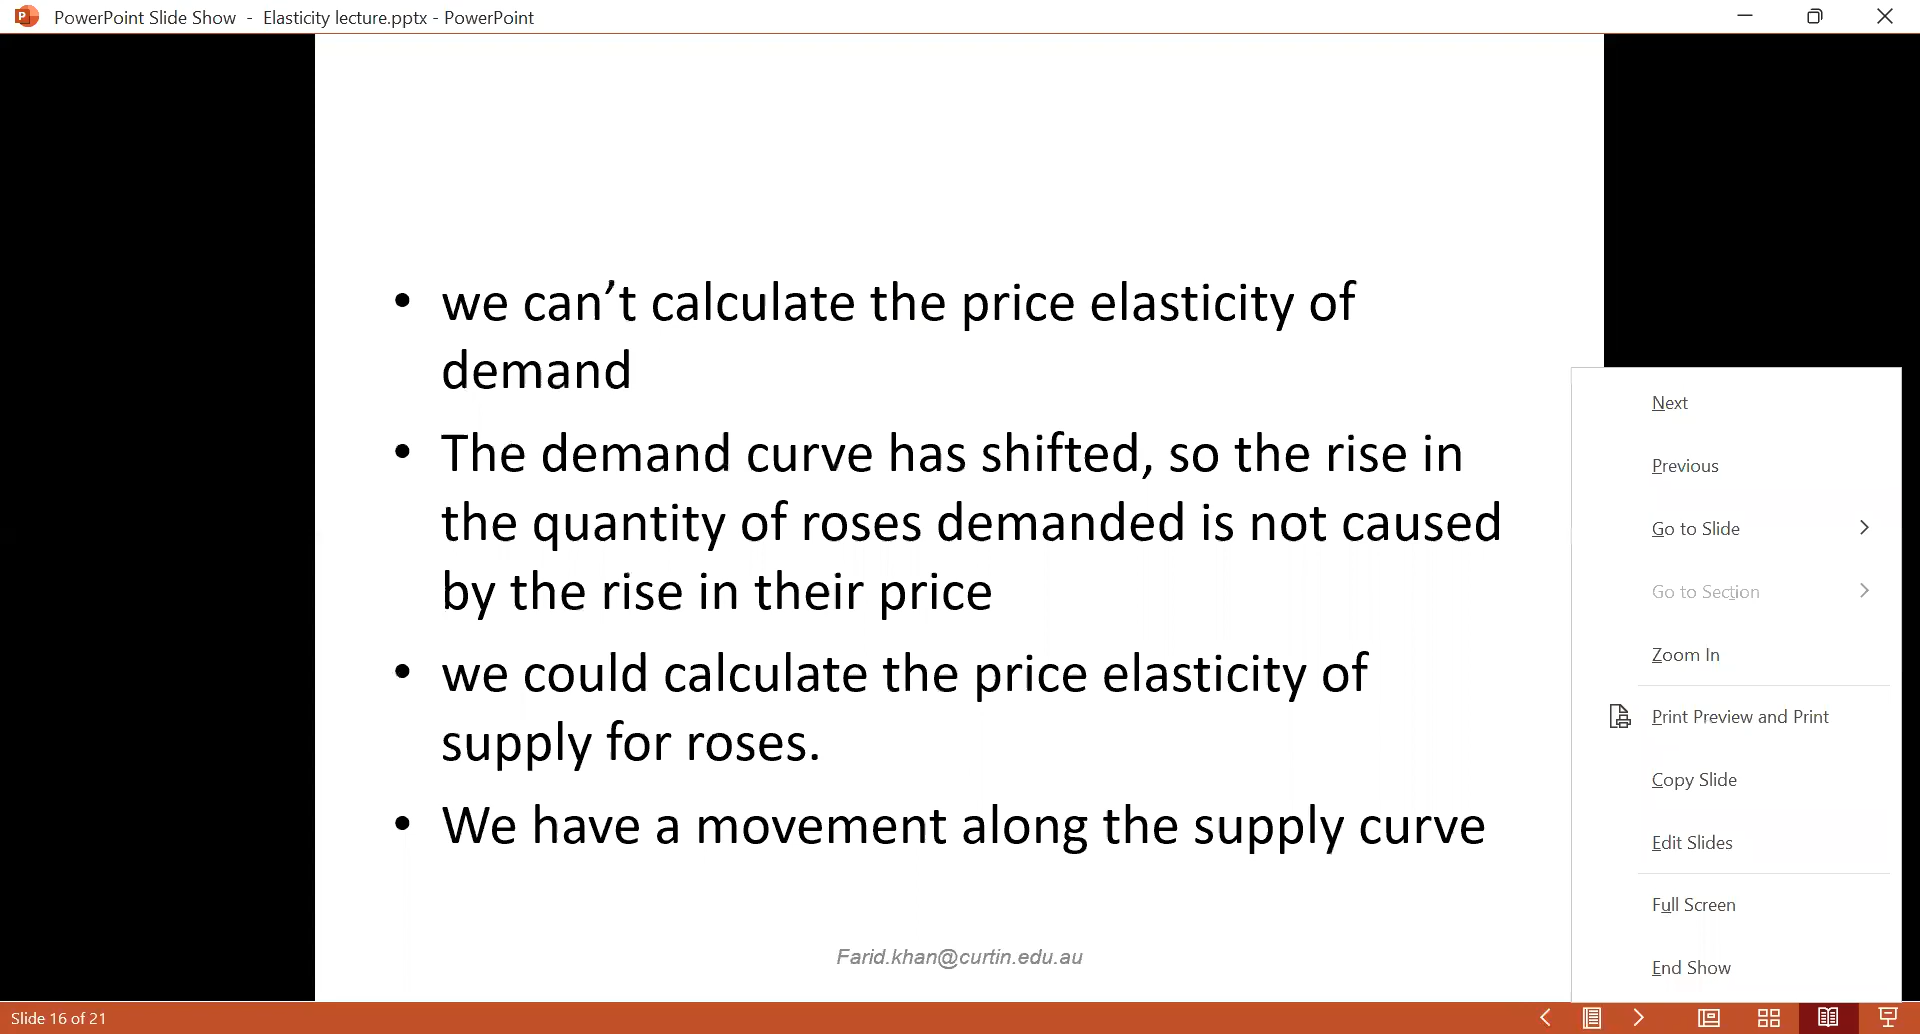 PowerPoint Slide Show - Elasticity lecture.pptx - PowerPoint
• we can’t calculate the price elasticity of
demand
• The demand curve has shifted, so the rise in
the quantity of roses demanded is not caused
by the rise in their price
• we could calculate the price elasticity of
supply for roses.
• We have a movement along the supply curve
Farid.khan@curtin.edu.au
Next
Previous
Go to Slide
Go to Section
Zoom In
Print Preview and Print
Copy Slide
Edit Slides
Full Screen
End Show
Slide 16 of 21